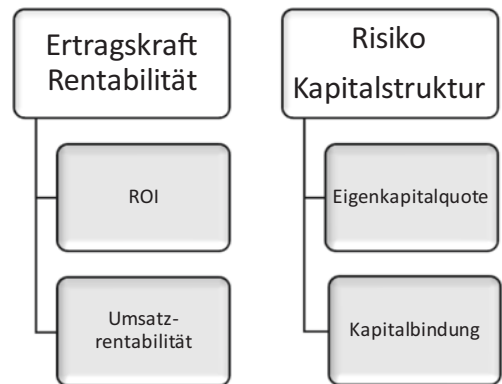 Ertragskraft
Rentabilität
ROI
Umsatz-
rentabilität
Risiko
Kapitalstruktur
Eigenkapitalquote
Kapitalbindung